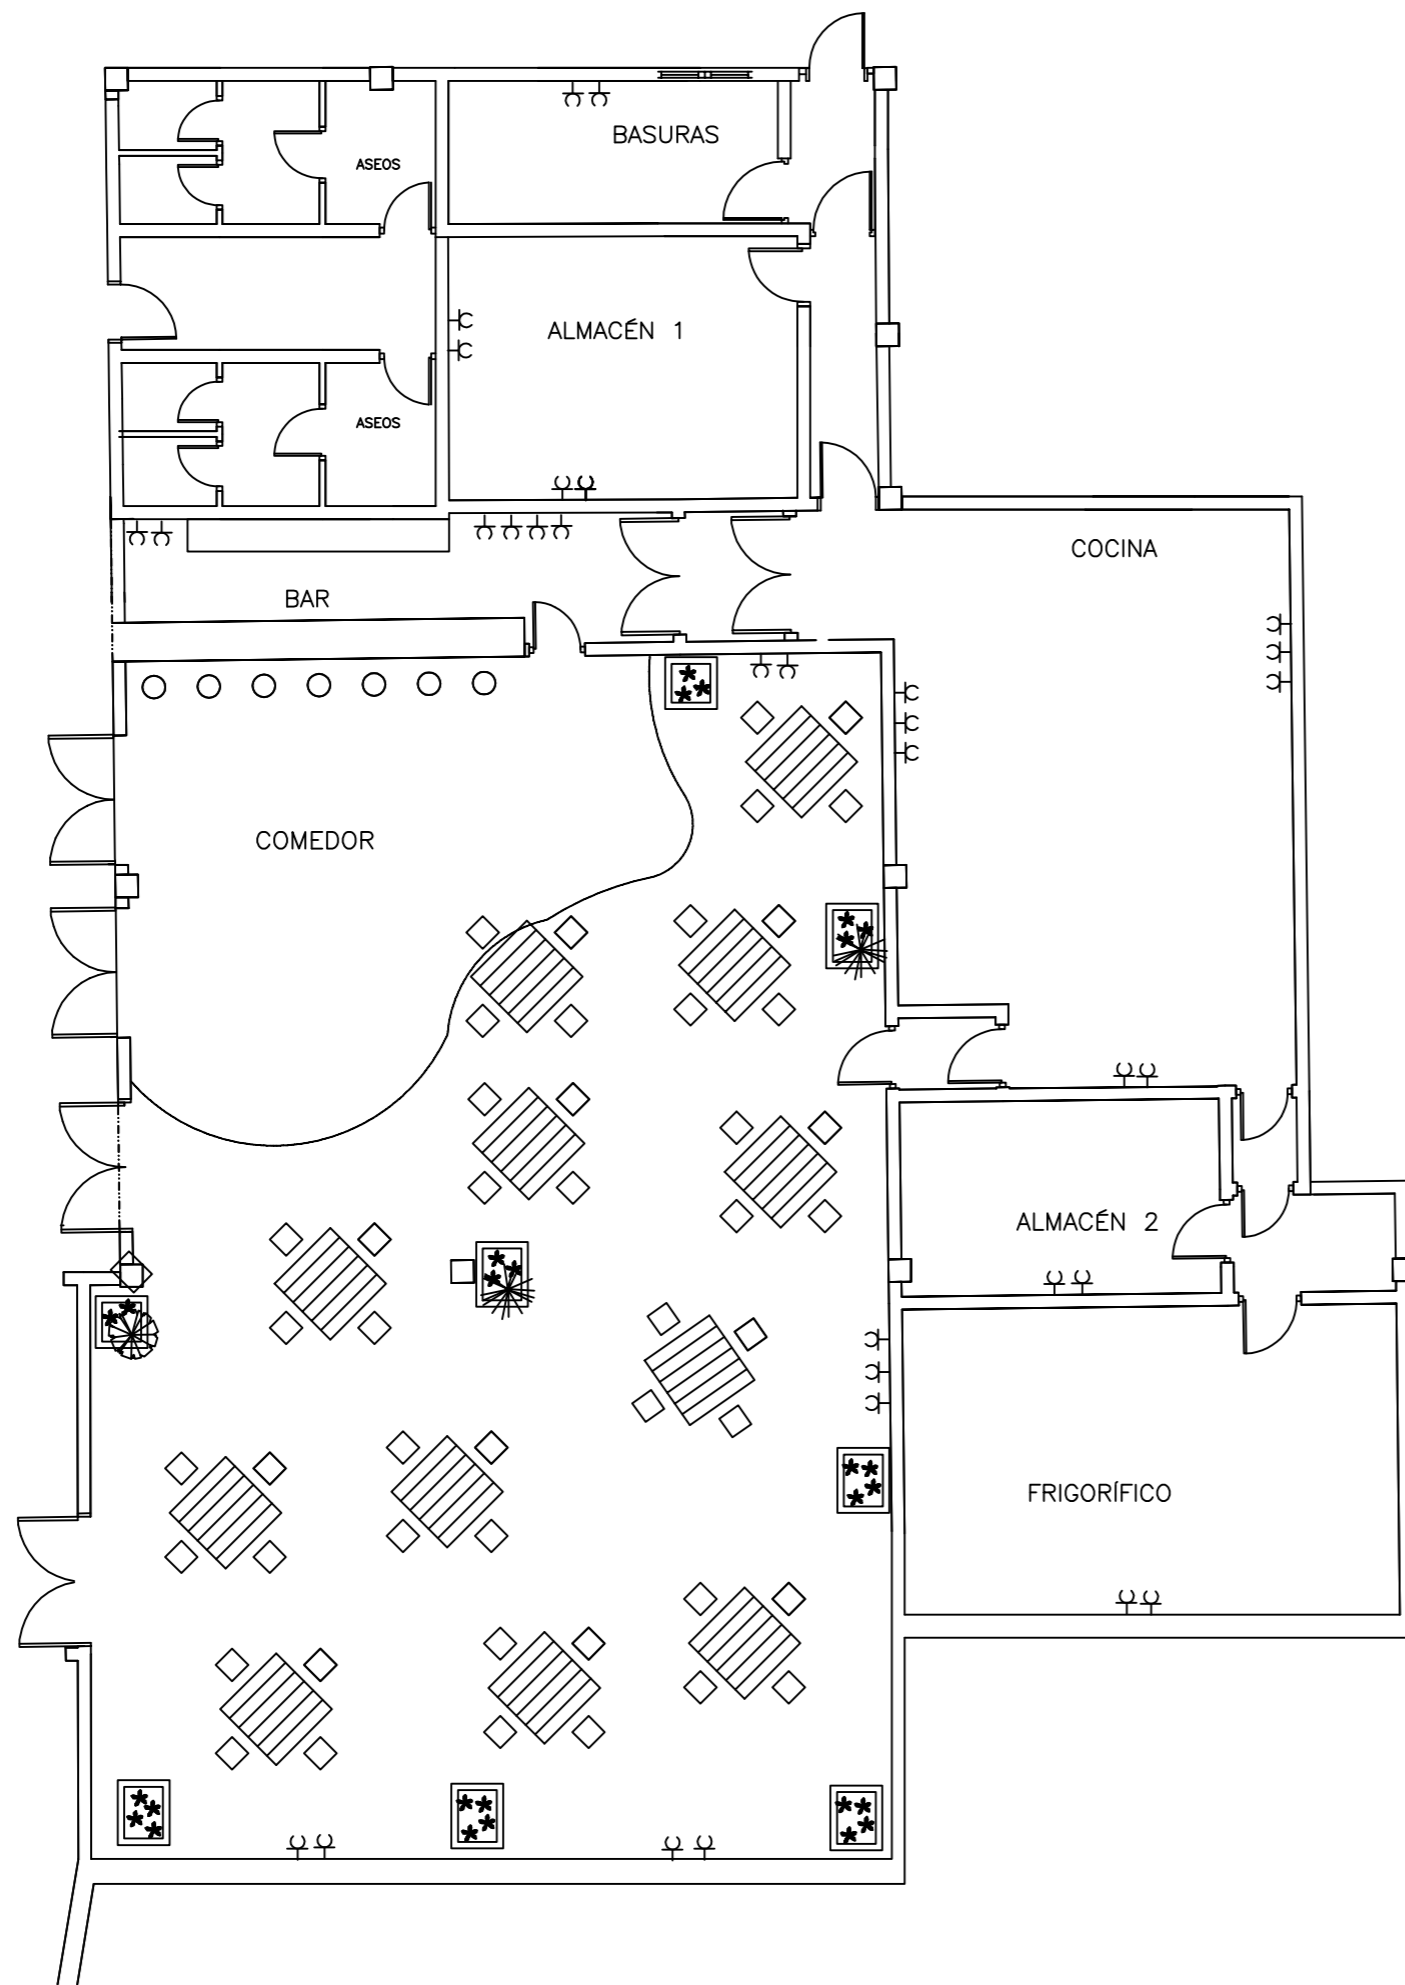 BASURAS
ASEOS
ALMACÉN 1
ASEOS
COCINA
BAR
COMEDOR
ALMACÉN 2
FRIGORÍFICO